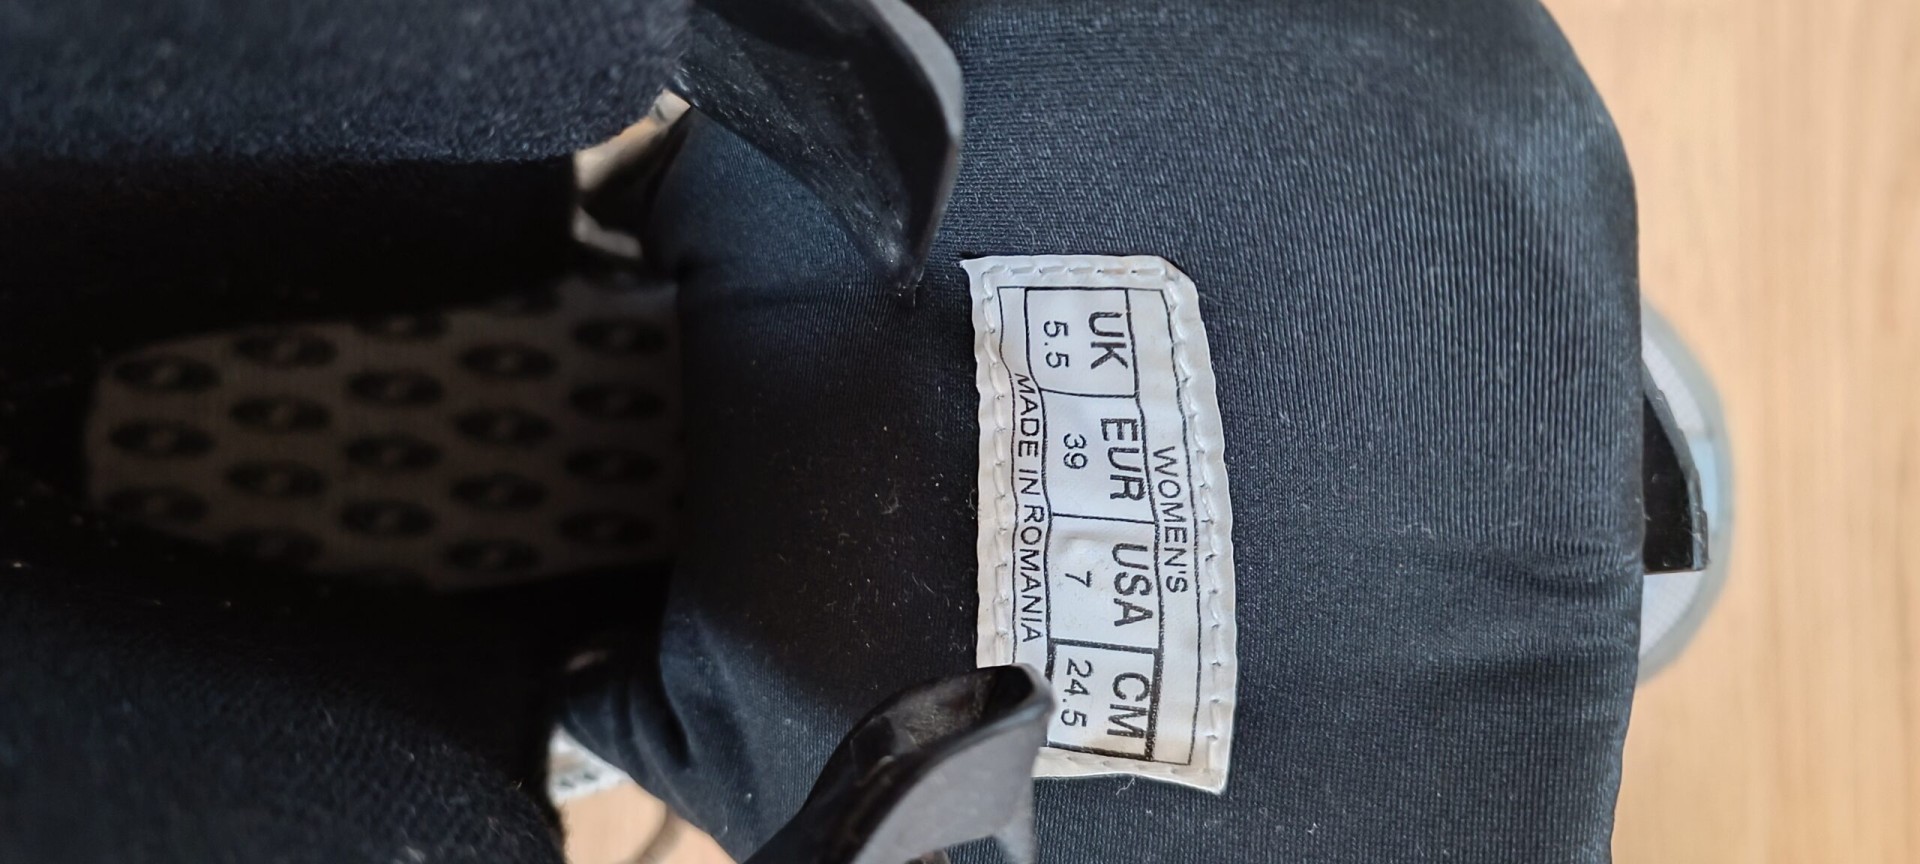 WOMEN'S
UK EUR USA CM
5.5 39 7 24.5
MADE IN ROMANIA